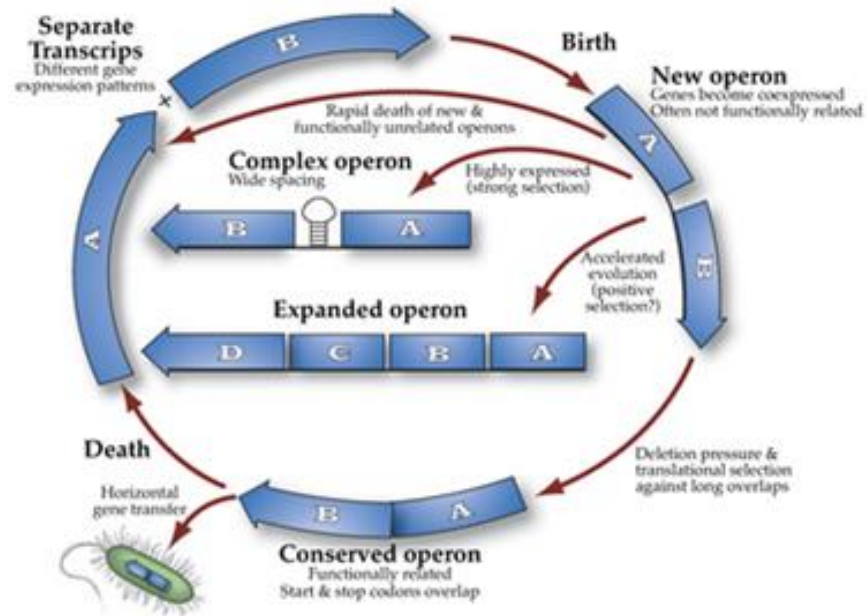 Separate
Transcrips
Different gene
expression patterns
B
Birth
New operon
Genes become coexpressed
Often not functionally related
A
B
Rapid death of new &
functionally unrelated operons
Complex operon
Wide spacing
Highly expressed
(strong selection)
B
A
A
Accelerated
evolution
(positive
selection?)
Expanded operon
D
C
B
A
Death
Deletion pressure &
translational selection
against long overlaps
Horizontal
gene transfer
B
A
Conserved operon
Functionally related
Start & stop codons overlap